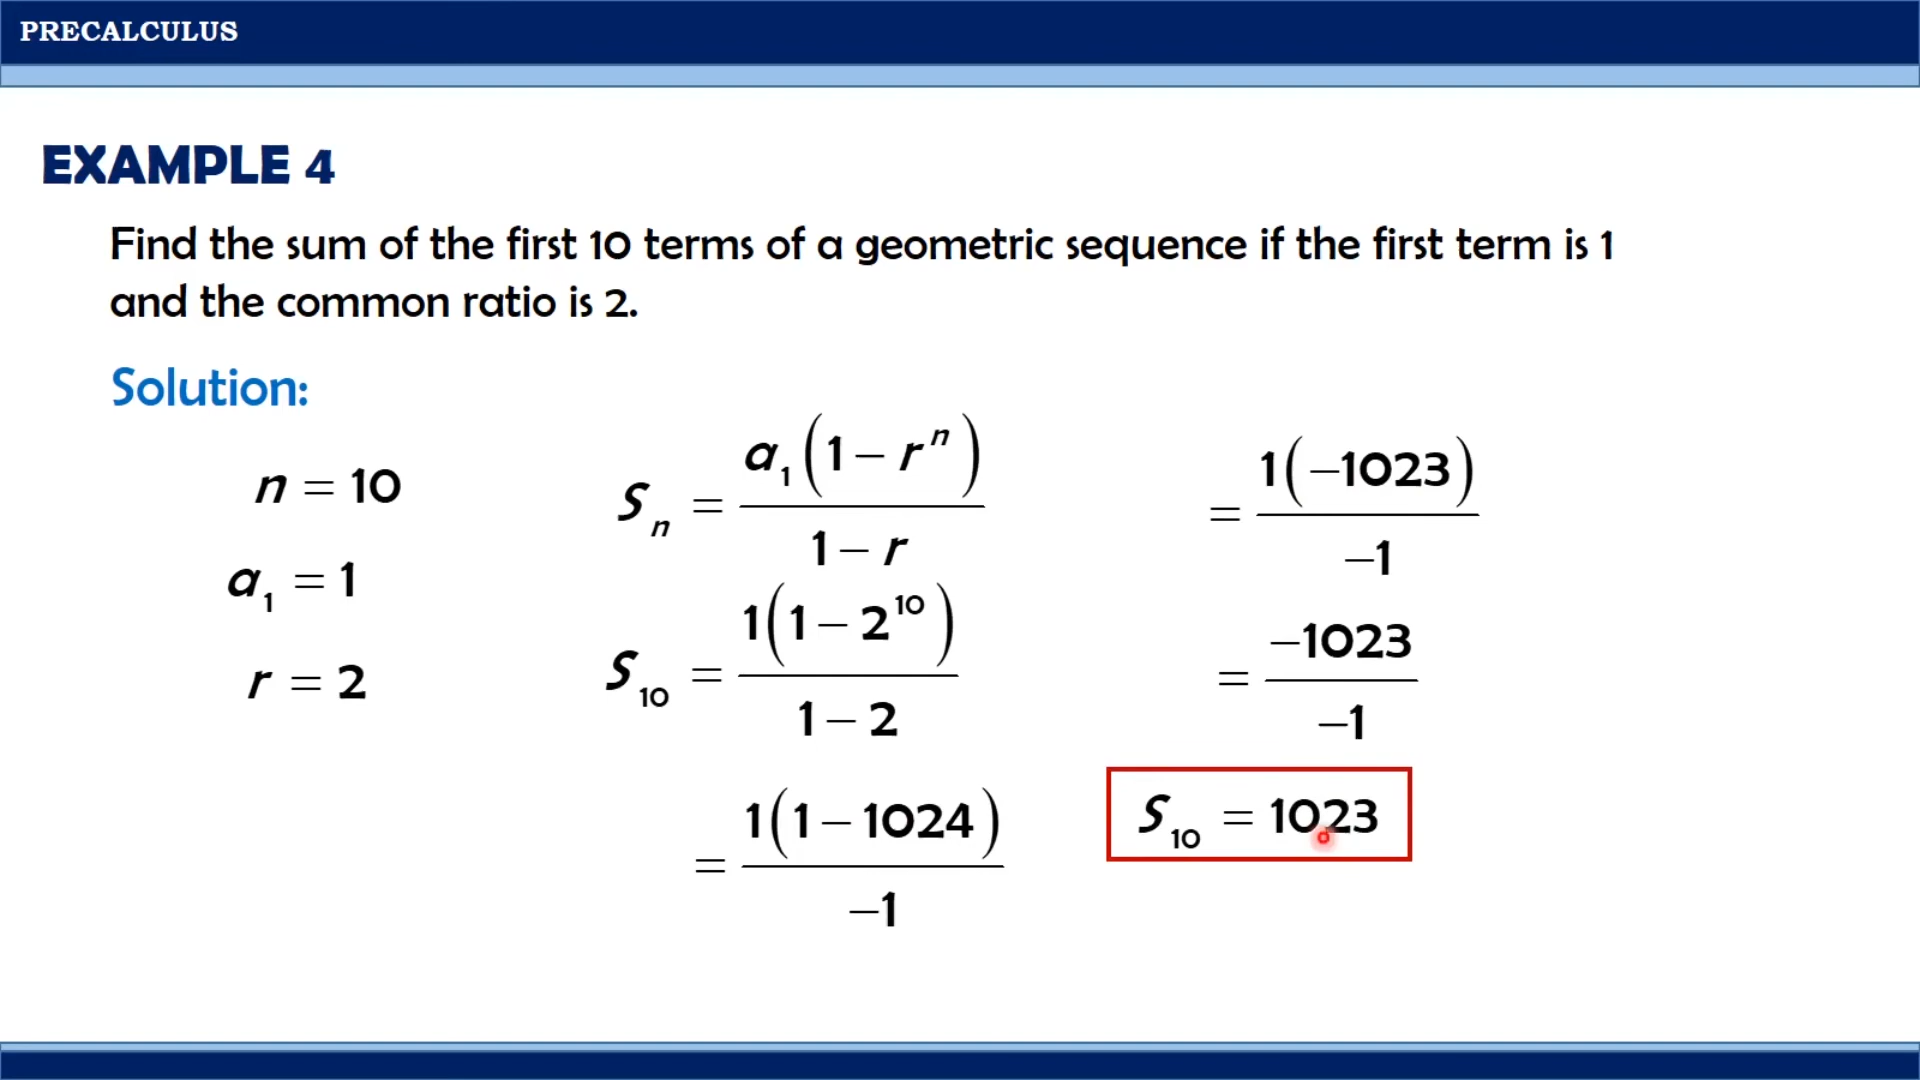 PRECALCULUS
EXAMPLE 4
Find the sum of the first 10 terms of a geometric sequence if the first term is 1
and the common ratio is 2.
Solution:
n = 10
a₁ = 1
r = 2
Sₙ = a₁(1 − rⁿ) / (1 − r)
S₁₀ = 1(1 − 2¹⁰) / (1 − 2)
= 1(1 − 1024) / −1
= 1(−1023) / −1
= −1023 / −1
S₁₀ = 1023